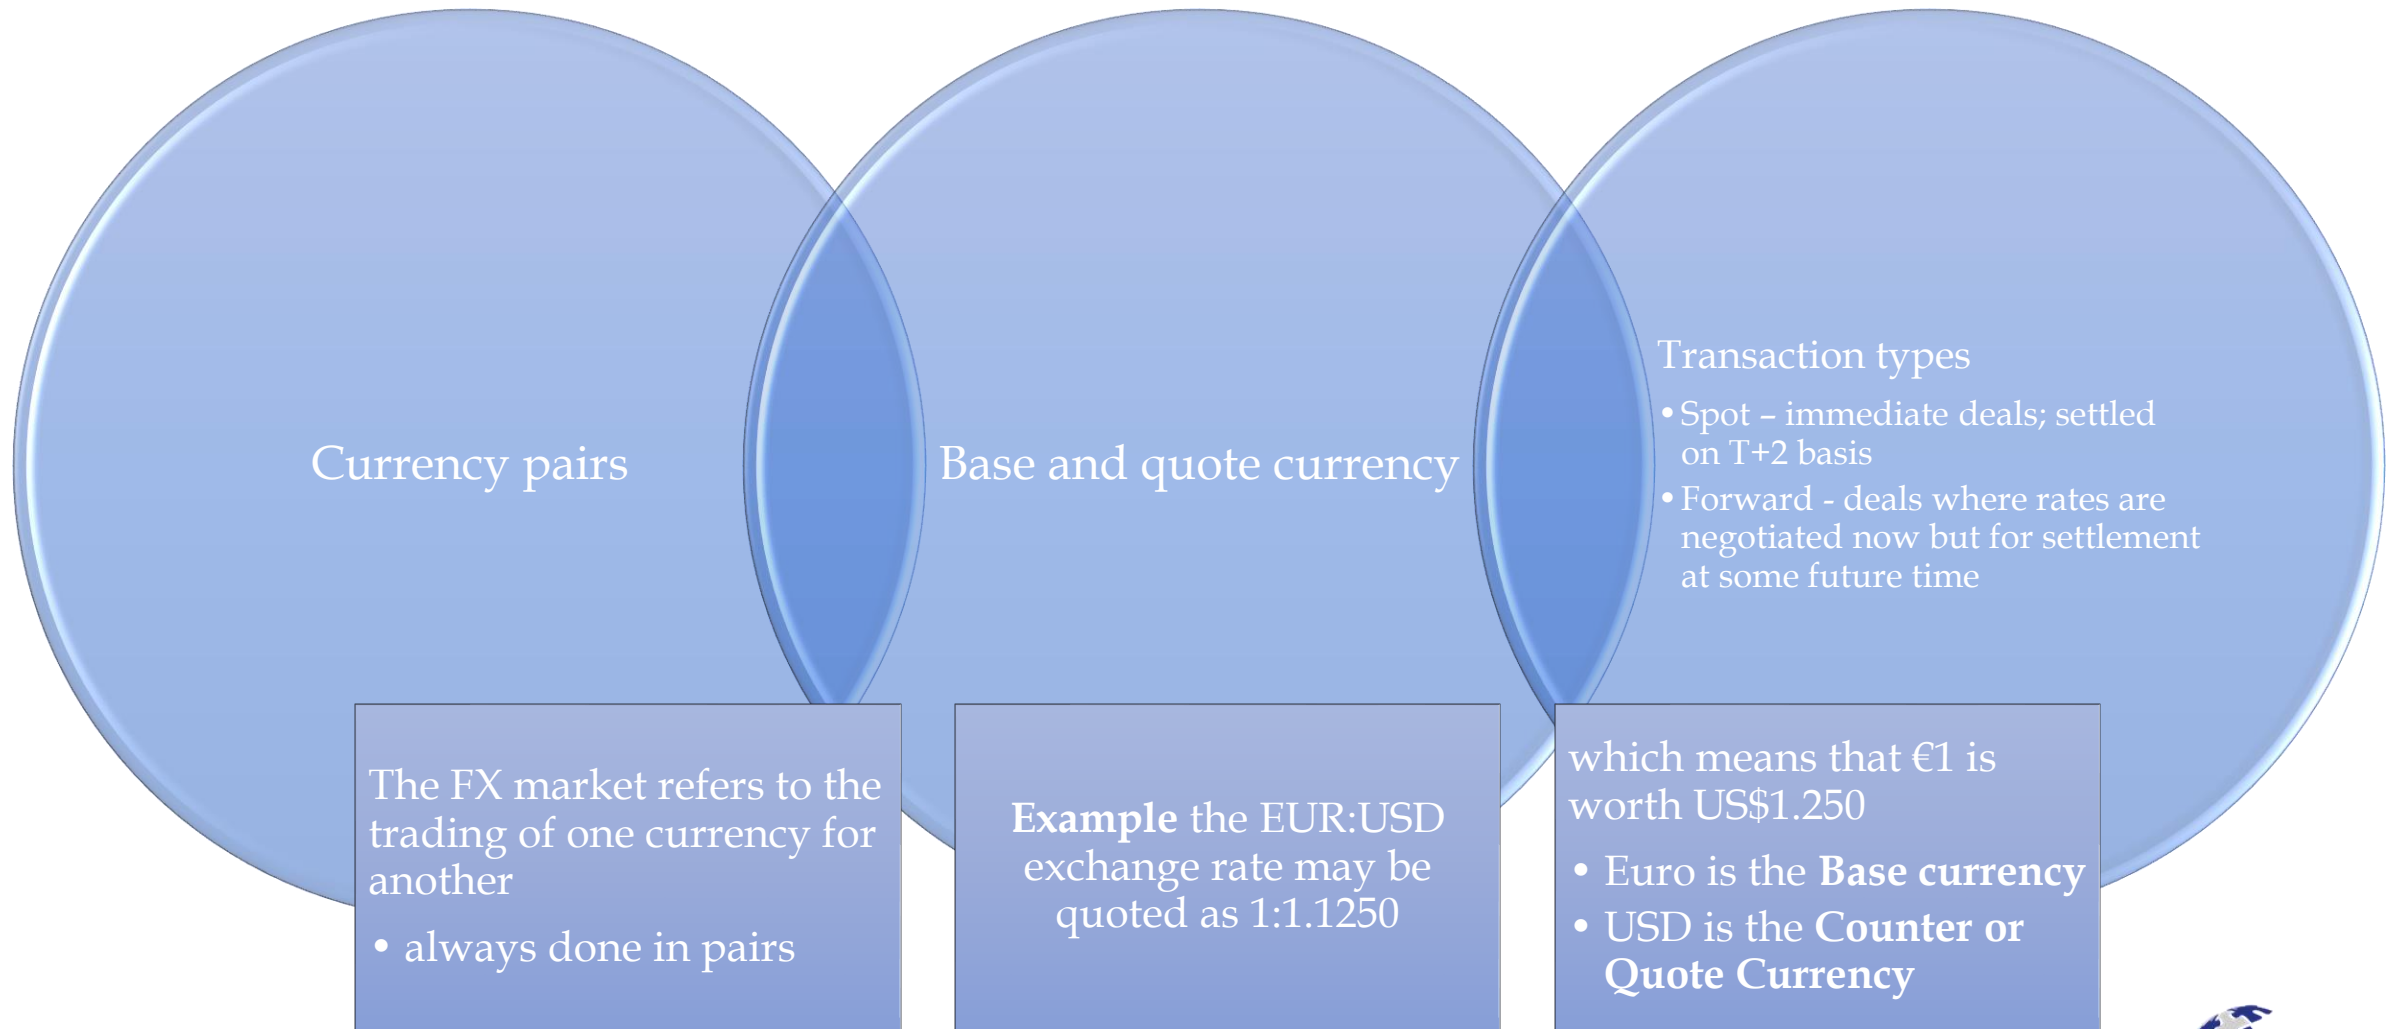 Currency pairs
Base and quote currency
Transaction types
• Spot – immediate deals; settled
on T+2 basis
• Forward - deals where rates are
negotiated now but for settlement
at some future time
The FX market refers to the
trading of one currency for
another
• always done in pairs
Example the EUR:USD
exchange rate may be
quoted as 1:1.1250
which means that €1 is
worth US$1.250
• Euro is the Base currency
• USD is the Counter or
Quote Currency